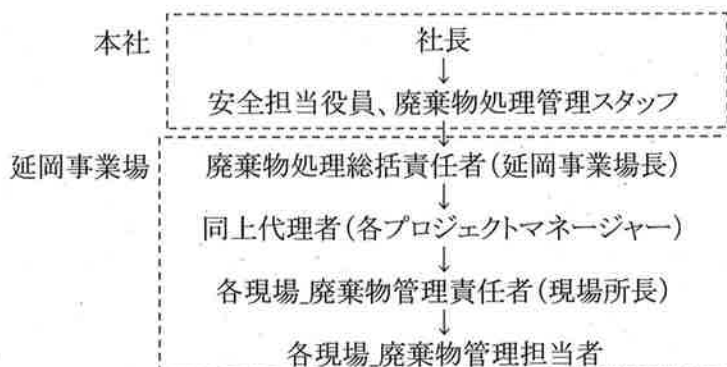 本社 社長
↓
安全担当役員、廃棄物処理管理スタッフ
↓
延岡事業場 廃棄物処理総括責任者(延岡事業場長)
↓
同上代理者(各プロジェクトマネージャー)
↓
各現場_廃棄物管理責任者(現場所長)
↓
各現場_廃棄物管理担当者